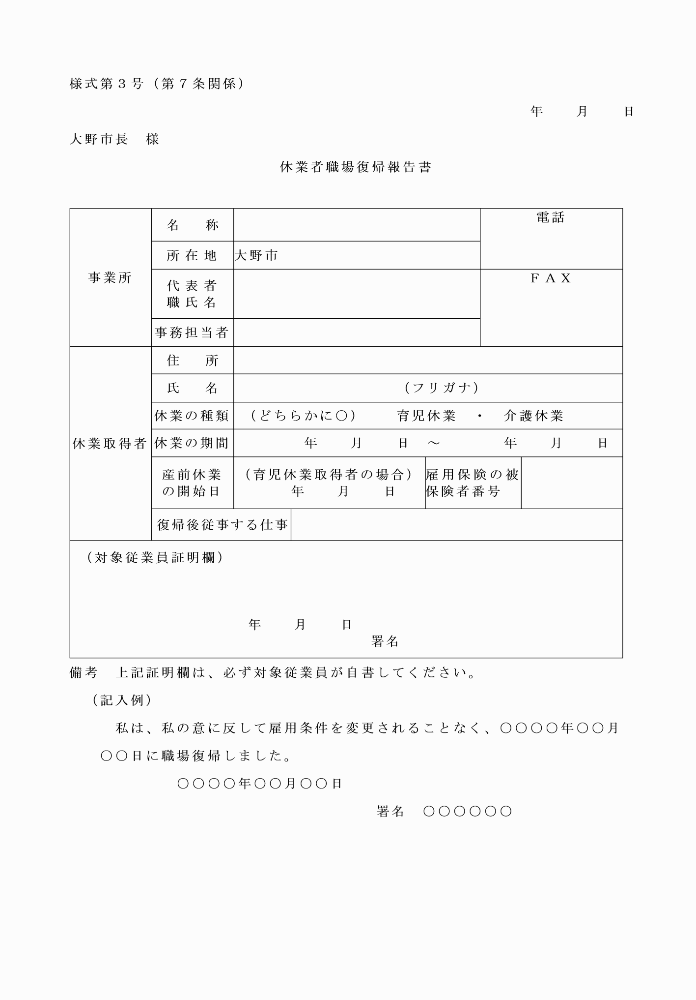 様式第３号（第７条関係）
年　　月　　日
大野市長　様
休業者職場復帰報告書
事業所
名　　称
電話
所在地
大野市
代表者
職氏名
ＦＡＸ
事務担当者
休業取得者
住　　所
氏　　名
（フリガナ）
休業の種類
（どちらかに○）　　育児休業　・　介護休業
休業の期間
年　　月　　日　～　　　　年　　月　　日
産前休業
の開始日
（育児休業取得者の場合）
年　　月　　日
雇用保険の被
保険者番号
復帰後従事する仕事
（対象従業員証明欄）
年　　月　　日
署名
備考　上記証明欄は、必ず対象従業員が自書してください。
（記入例）
私は、私の意に反して雇用条件を変更されることなく、○○○○年○○月
○○日に職場復帰しました。
○○○○年○○月○○日
署名　○○○○○○